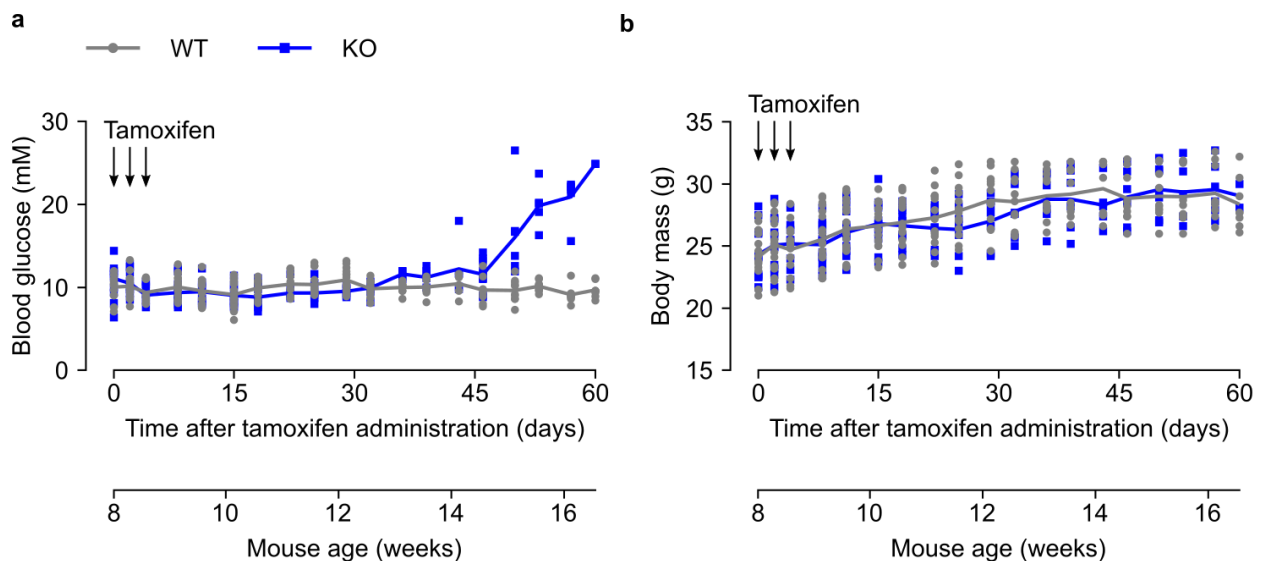 a
WT KO
Tamoxifen
Blood glucose (mM)
30
20
10
0
0 15 30 45 60
Time after tamoxifen administration (days)
8 10 12 14 16
Mouse age (weeks)
b
Tamoxifen
Body mass (g)
35
30
25
20
15
0 15 30 45 60
Time after tamoxifen administration (days)
8 10 12 14 16
Mouse age (weeks)